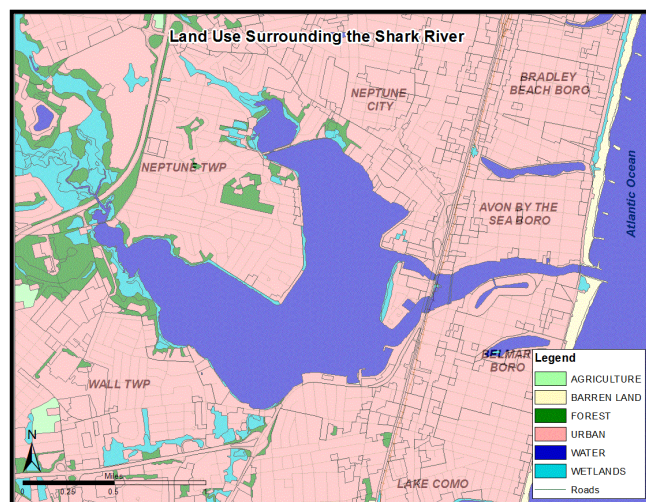 Land Use Surrounding the Shark River
BRADLEY
BEACH BORO
NEPTUNE
CITY
NEPTUNE TWP
AVON BY THE
SEA BORO
Atlantic Ocean
BELMAR
BORO
WALL TWP
LAKE COMO
N
Miles
0 0.25 0.5 1
Legend
AGRICULTURE
BARREN LAND
FOREST
URBAN
WATER
WETLANDS
Roads